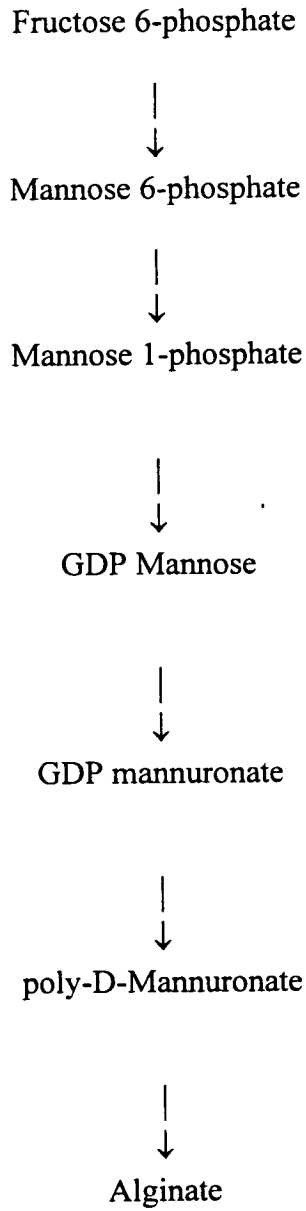 Fructose 6-phosphate
Mannose 6-phosphate
Mannose 1-phosphate
GDP Mannose
GDP mannuronate
poly-D-Mannuronate
Alginate